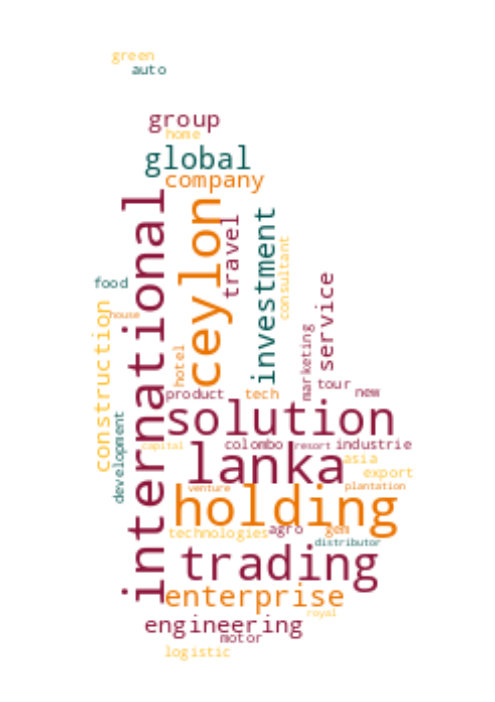 green
auto
group
home
global
company
international
ceylon
travel
investment
consultant
food
service
construction
house
marketing
hotel
tour
product
tech
new
solution
development
capital
colombo
resort
industrie
lanka
asia
export
venture
plantation
holding
technologies
agro
gem
distributor
trading
enterprise
royal
engineering
motor
logistic